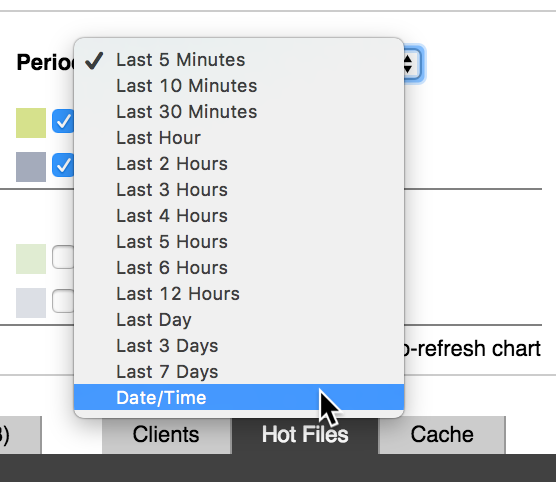 Perio
Last 5 Minutes
Last 10 Minutes
Last 30 Minutes
Last Hour
Last 2 Hours
Last 3 Hours
Last 4 Hours
Last 5 Hours
Last 6 Hours
Last 12 Hours
Last Day
Last 3 Days
Last 7 Days
Date/Time
o-refresh chart
) Clients Hot Files Cache